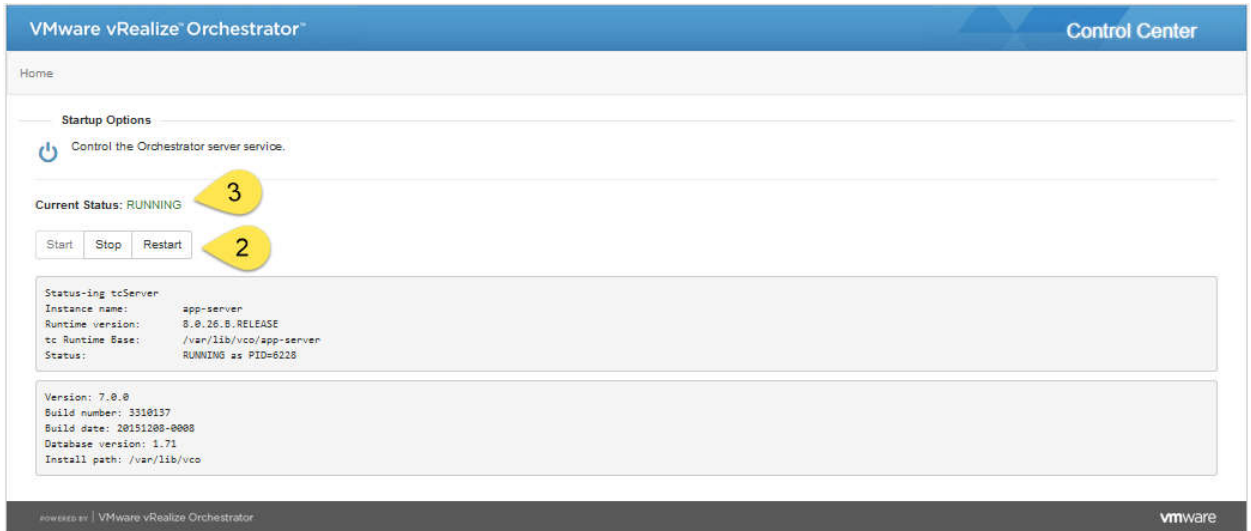 VMware vRealize™ Orchestrator™
Control Center
Home
Startup Options
Control the Orchestrator server service.
Current Status: RUNNING
3
Start Stop Restart
2
Status-ing tcServer
Instance name: app-server
Runtime version: 8.0.26.B.RELEASE
tc Runtime Base: /var/lib/vco/app-server
Status: RUNNING as PID=6228
Version: 7.0.0
Build number: 3310137
Build date: 20151208-0008
Database version: 1.71
Install path: /var/lib/vco
POWERED BY | VMware vRealize Orchestrator
vmware